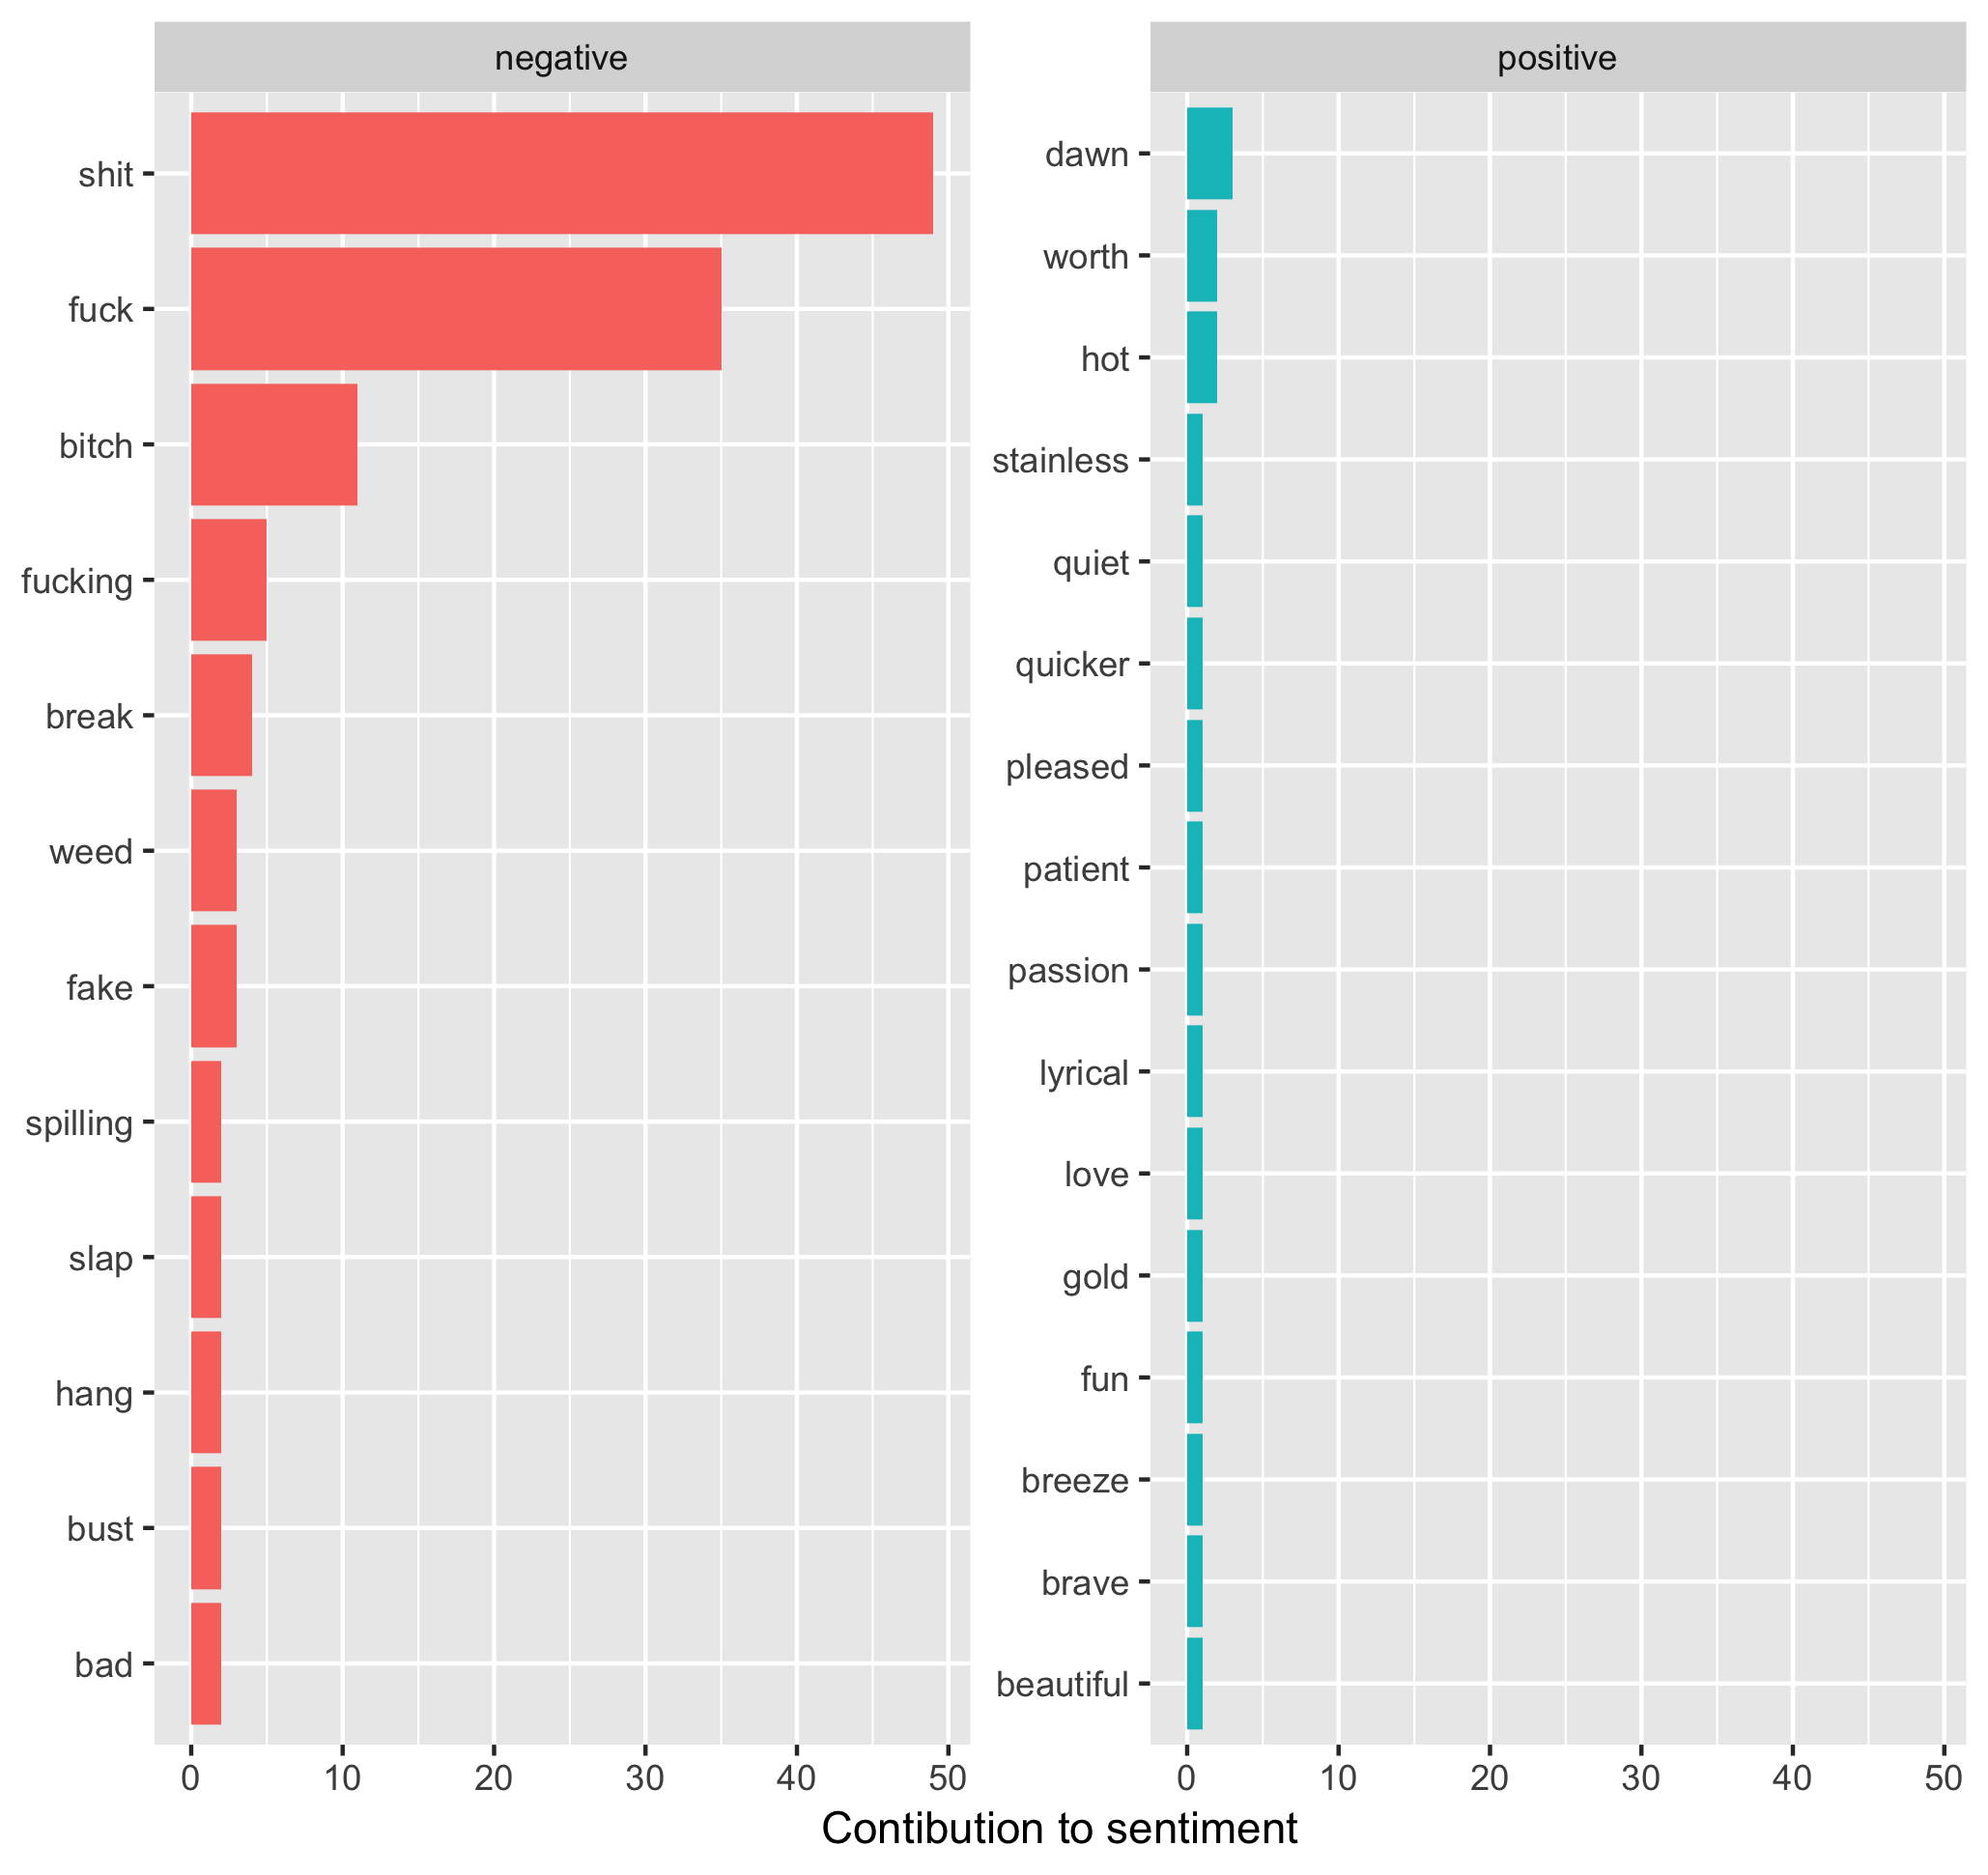 negative
shit
fuck
bitch
fucking
break
weed
fake
spilling
slap
hang
bust
bad
0 10 20 30 40 50
positive
dawn
worth
hot
stainless
quiet
quicker
pleased
patient
passion
lyrical
love
gold
fun
breeze
brave
beautiful
0 10 20 30 40 50
Contibution to sentiment